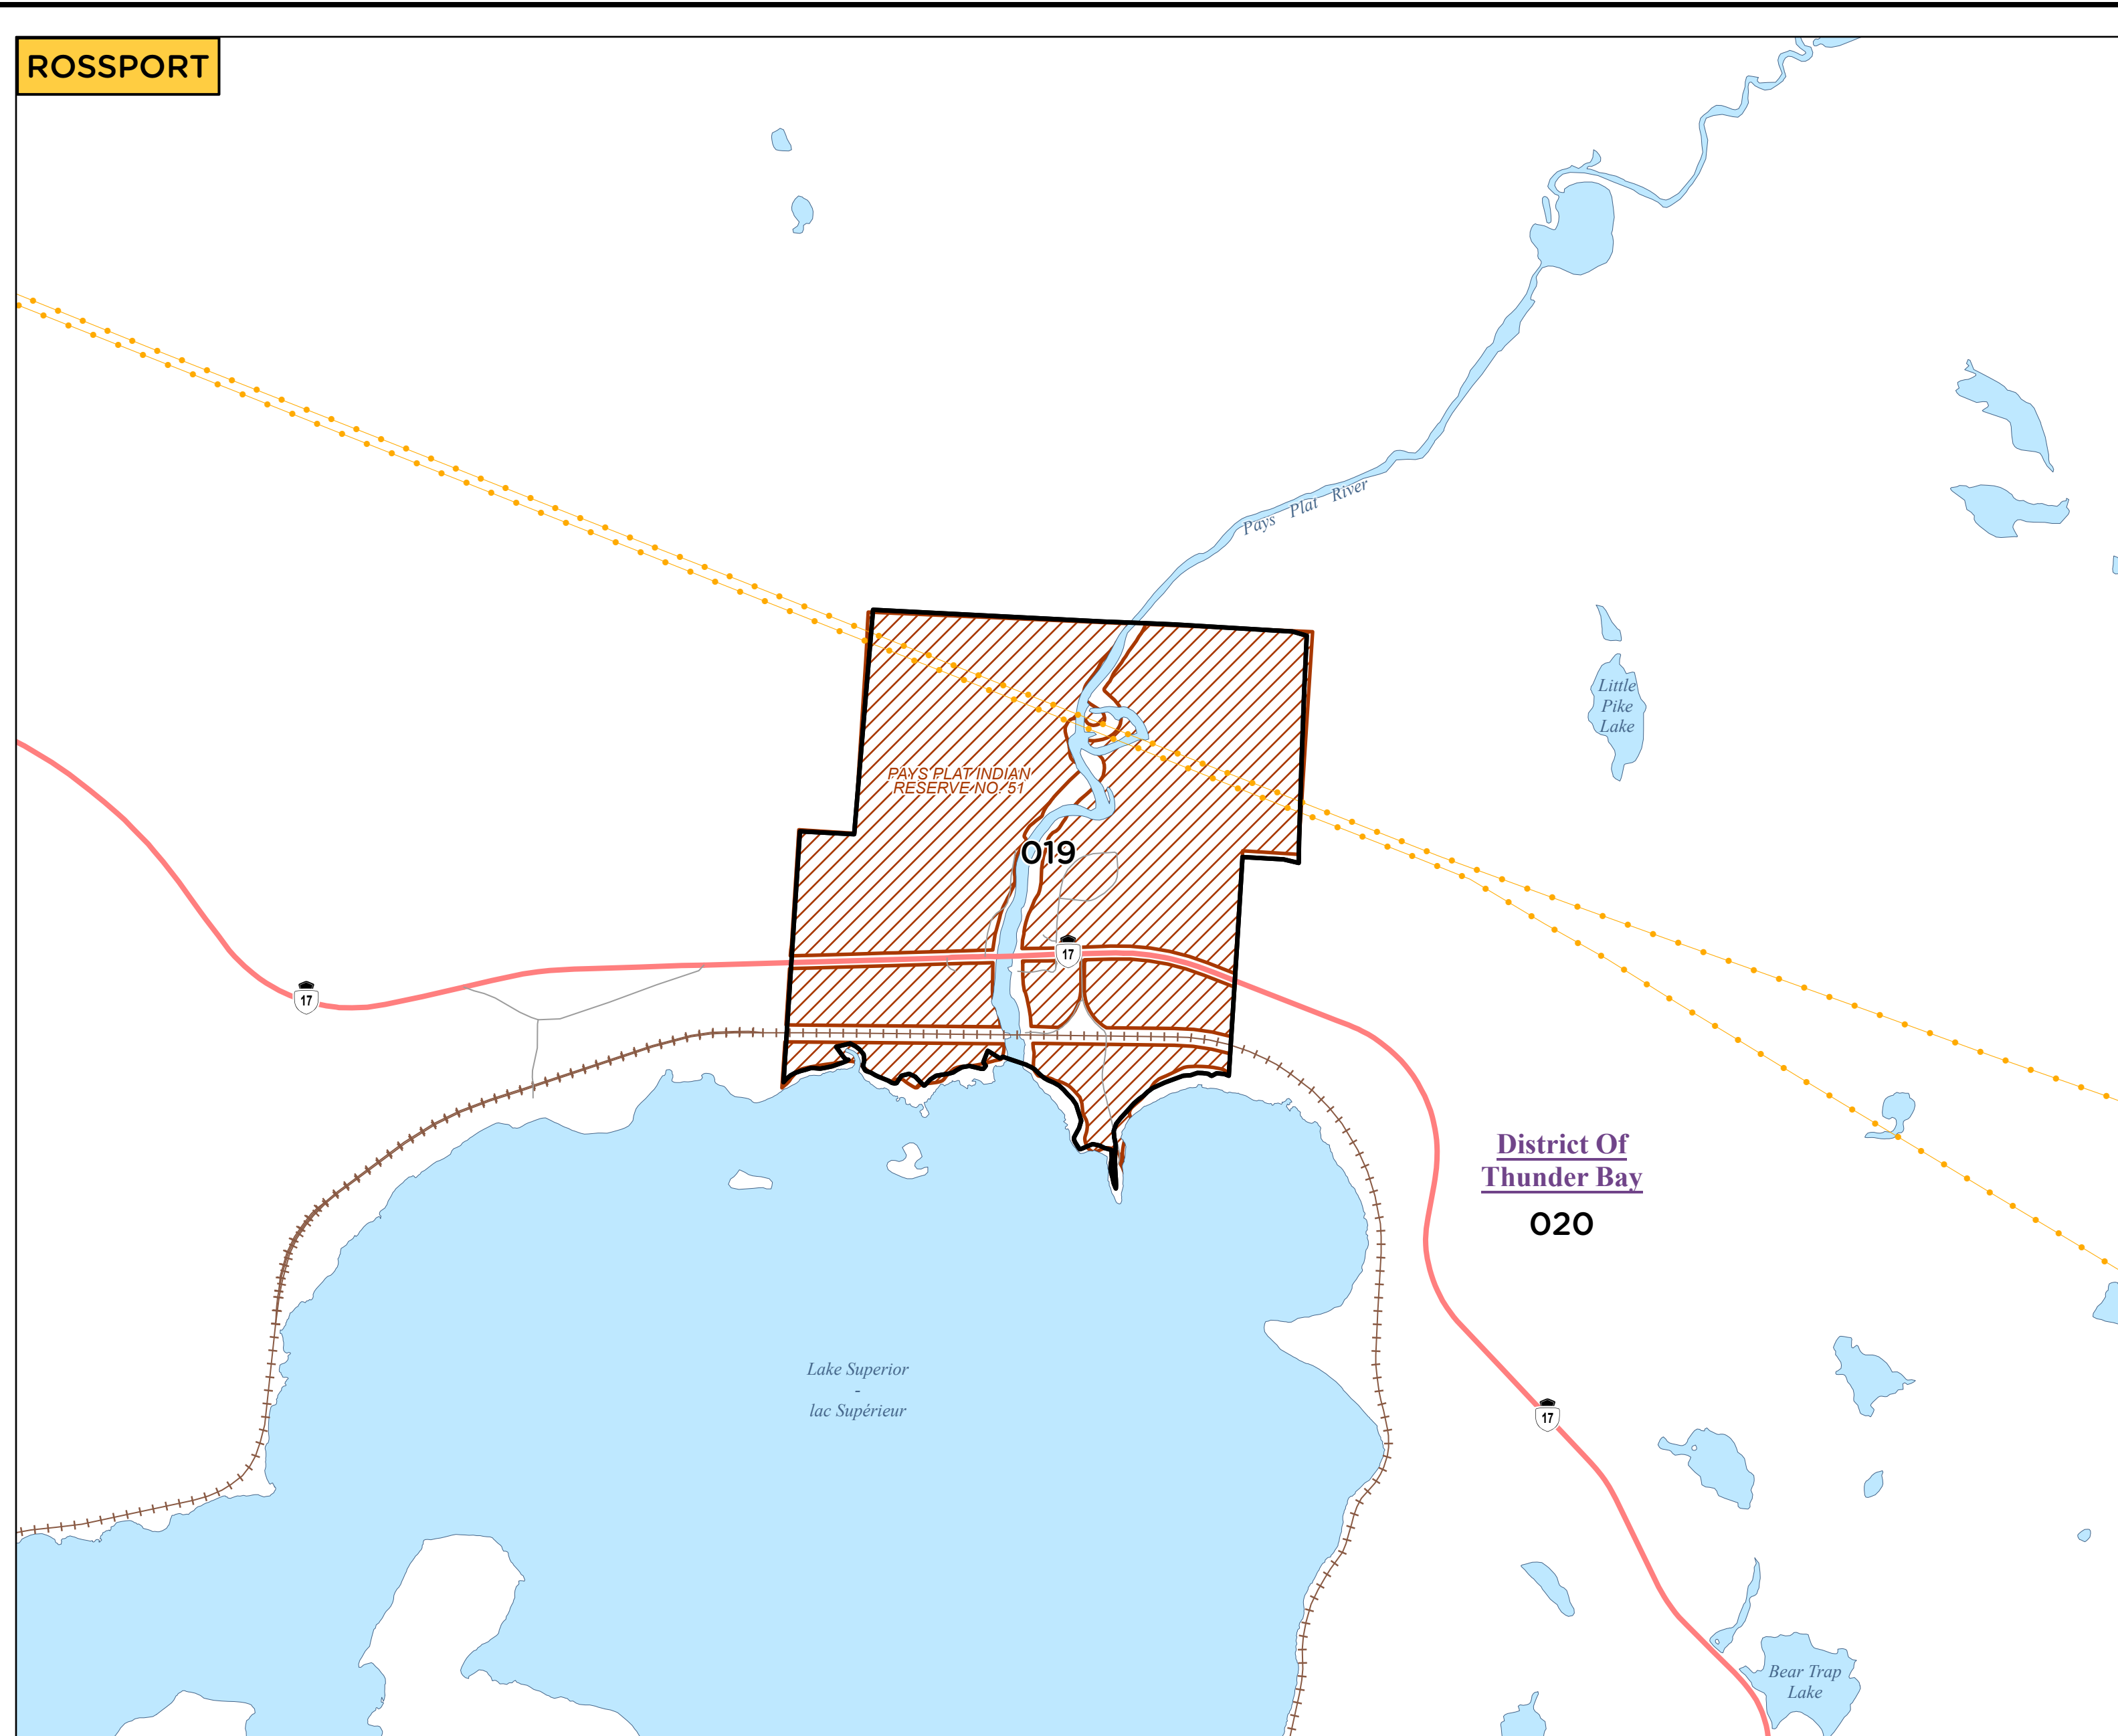 ROSSPORT
Pays Plat River
Little
Pike
Lake
PAYS PLAT INDIAN
RESERVE NO. 51
019
17
17
District Of
Thunder Bay
020
Lake Superior
-
lac Supérieur
17
Bear Trap
Lake